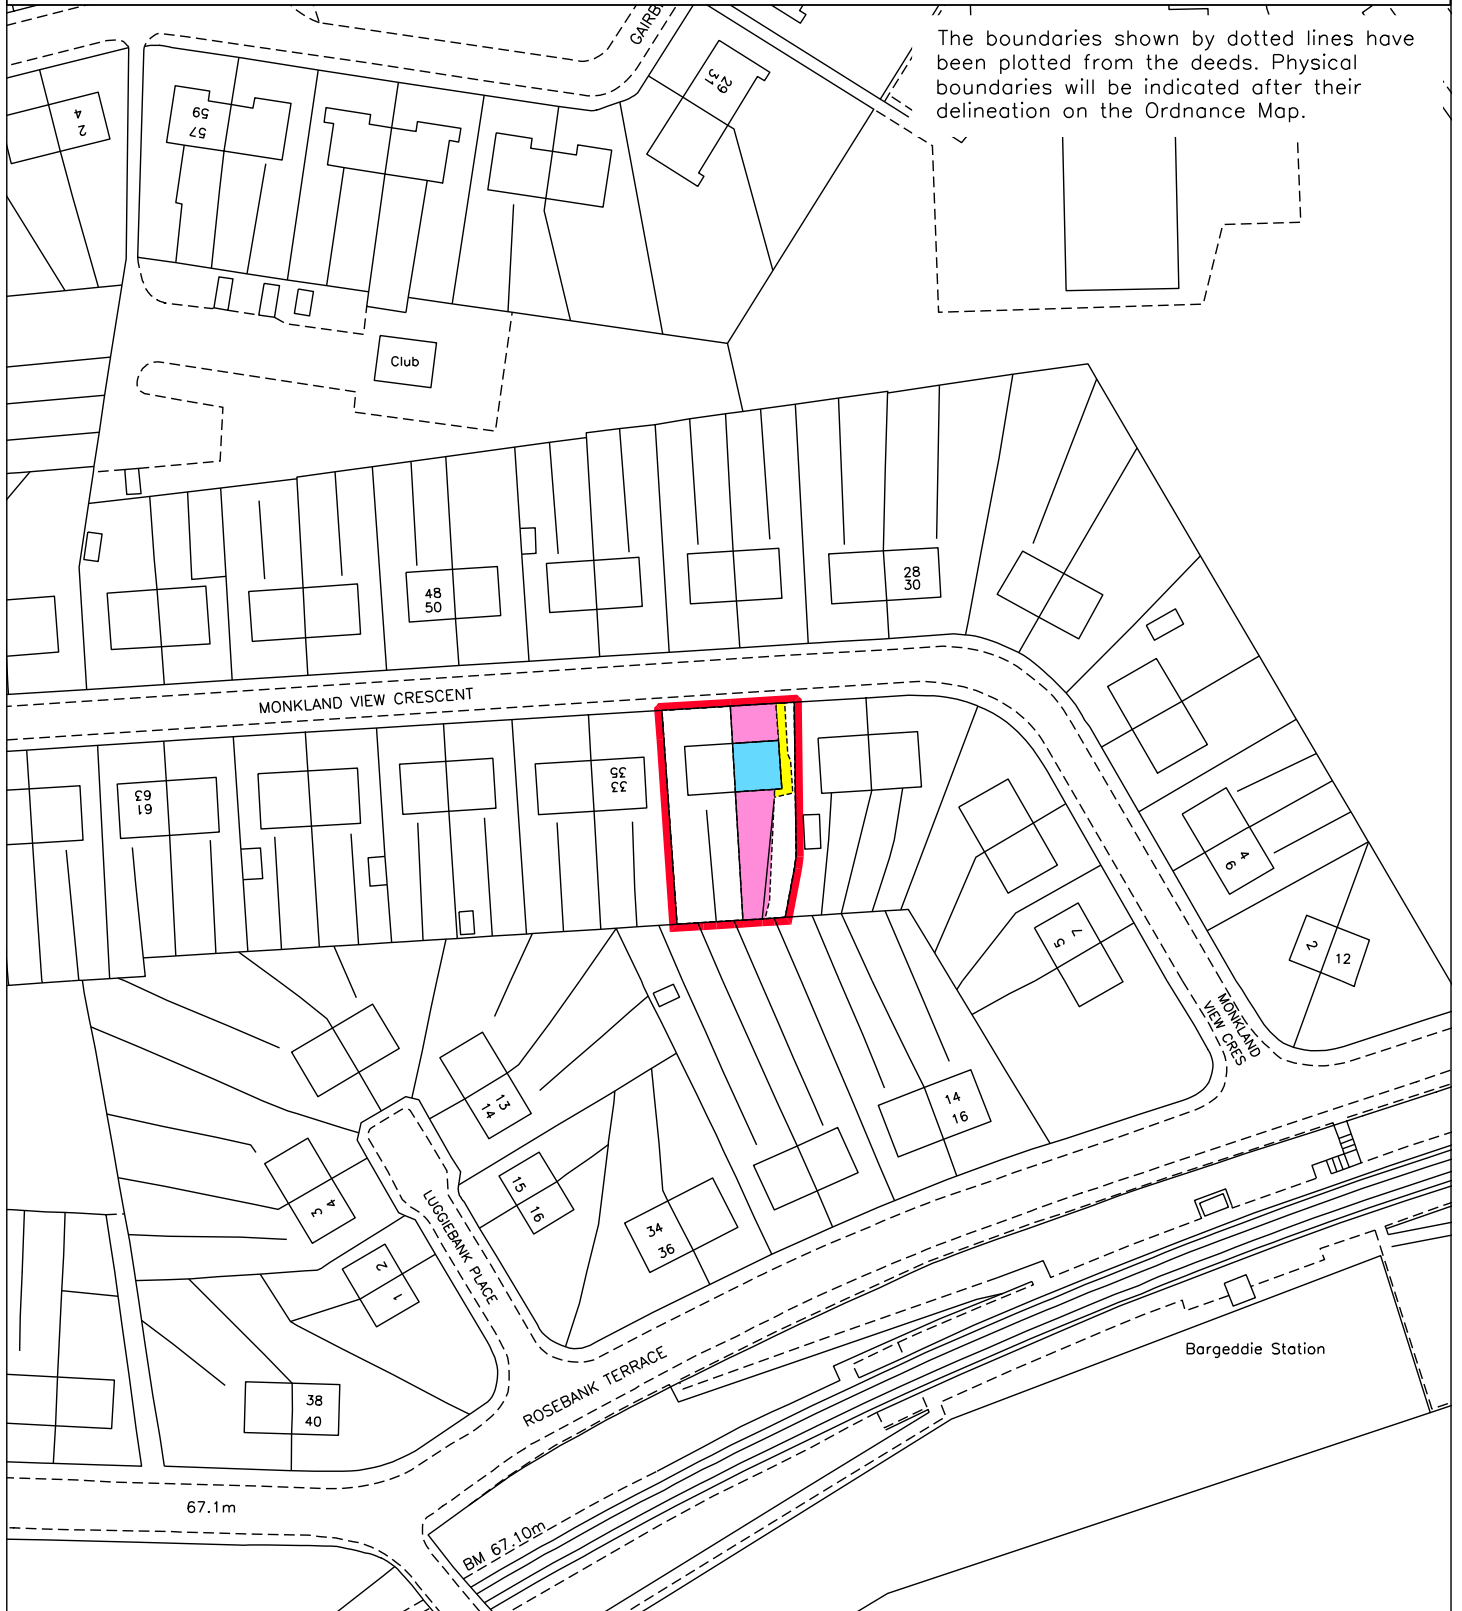 GAIRB
The boundaries shown by dotted lines have
been plotted from the deeds. Physical
boundaries will be indicated after their
delineation on the Ordnance Map.
29
31
4
2
59
57
Club
28
30
48
50
MONKLAND VIEW CRESCENT
35
33
63
61
4
6
7
5
2
12
MONKLAND
VIEW CRES
13
14
14
16
15
16
4
3
LUGGIEBANK PLACE
34
36
2
1
Bargeddie Station
ROSEBANK TERRACE
38
40
67.1m
BM 67.10m